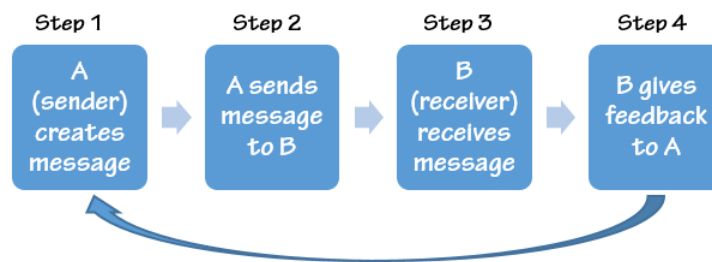 Step 1
Step 2
Step 3
Step 4
A
(sender)
creates
message
A sends
message
to B
B
(receiver)
receives
message
B gives
feedback
to A